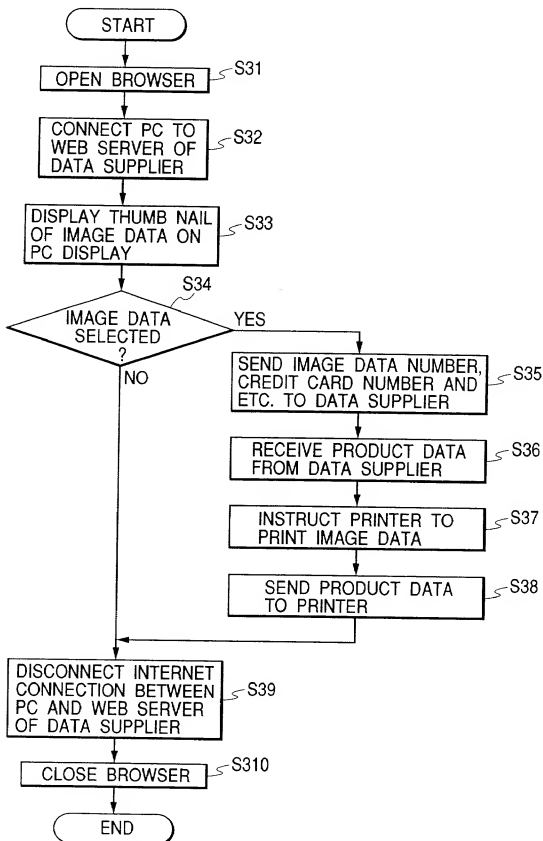 START
OPEN BROWSER
S31
CONNECT PC TO
WEB SERVER OF
DATA SUPPLIER
S32
DISPLAY THUMB NAIL
OF IMAGE DATA ON
PC DISPLAY
S33
S34
IMAGE DATA
SELECTED
?
YES
NO
SEND IMAGE DATA NUMBER,
CREDIT CARD NUMBER AND
ETC. TO DATA SUPPLIER
S35
RECEIVE PRODUCT DATA
FROM DATA SUPPLIER
S36
INSTRUCT PRINTER TO
PRINT IMAGE DATA
S37
SEND PRODUCT DATA
TO PRINTER
S38
DISCONNECT INTERNET
CONNECTION BETWEEN
PC AND WEB SERVER
OF DATA SUPPLIER
S39
CLOSE BROWSER
S310
END